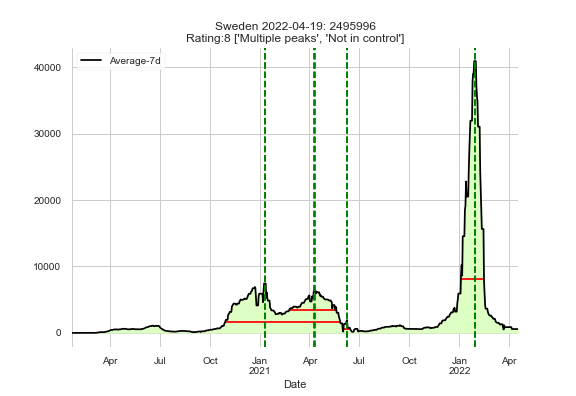 Sweden 2022-04-19: 2495996
Rating:8 ['Multiple peaks', 'Not in control']
Average-7d
40000
30000
20000
10000
0
Apr Jul Oct Jan Apr Jul Oct Jan Apr
2021 2022
Date